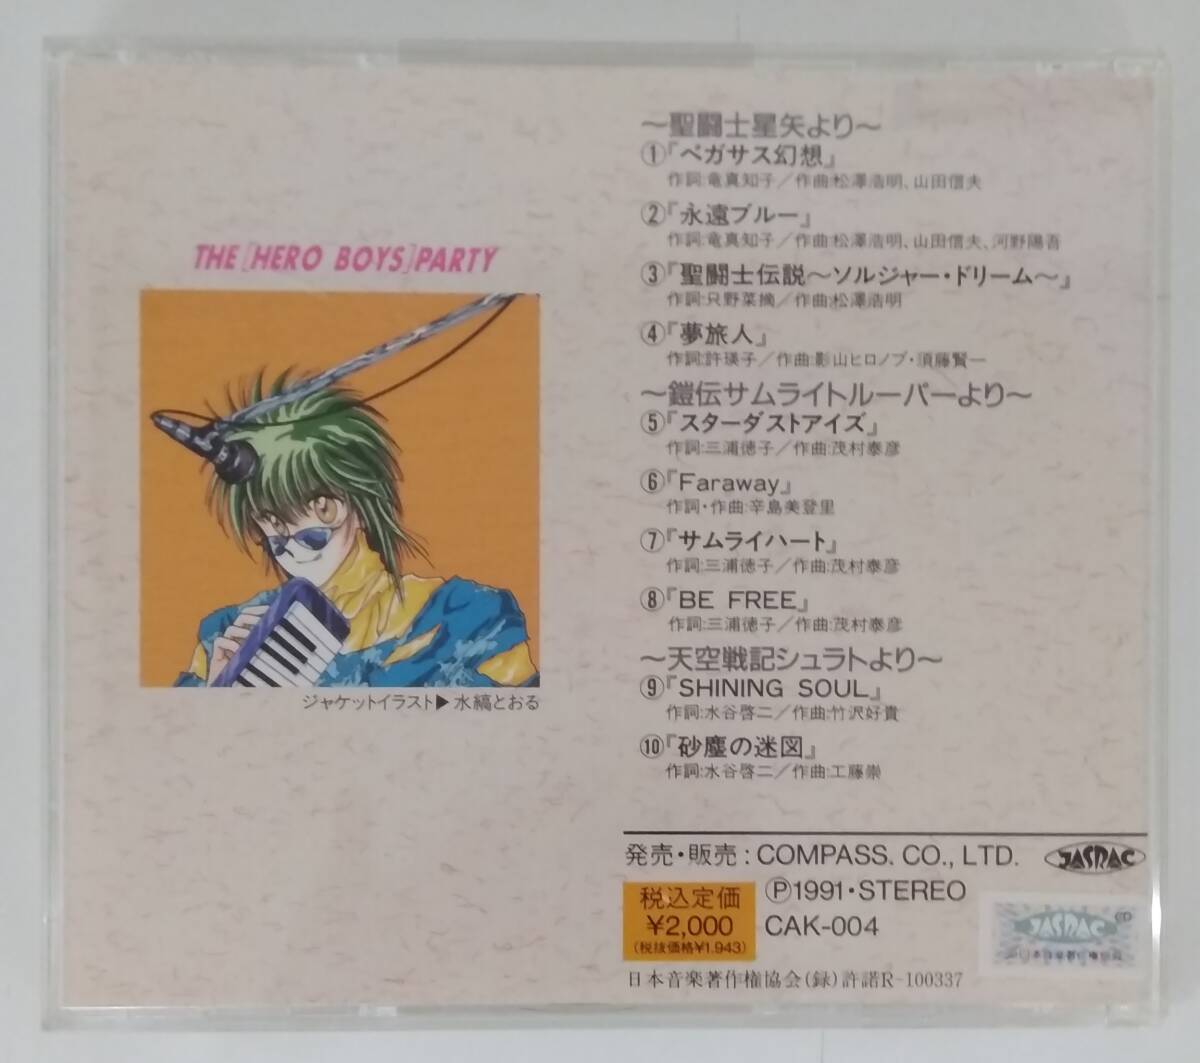 THE [HERO BOYS] PARTY
ジャケットイラスト▶水縞とおる
～聖闘士星矢より～
①『ペガサス幻想』
作詞:竜真知子／作曲:松澤浩明、山田信夫
②『永遠ブルー』
作詞:竜真知子／作曲:松澤浩明、山田信夫、河野陽吾
③『聖闘士伝説～ソルジャー・ドリーム～』
作詞:只野菜摘／作曲:松澤浩明
④『夢旅人』
作詞:許瑛子／作曲:影山ヒロノブ・須藤賢一
～鎧伝サムライトルーパーより～
⑤『スターダストアイズ』
作詞:三浦徳子／作曲:茂村泰彦
⑥『Faraway』
作詞・作曲:辛島美登里
⑦『サムライハート』
作詞:三浦徳子／作曲:茂村泰彦
⑧『BE FREE』
作詞:三浦徳子／作曲:茂村泰彦
～天空戦記シュラトより～
⑨『SHINING SOUL』
作詞:水谷啓二／作曲:竹沢好貴
⑩『砂塵の迷図』
作詞:水谷啓二／作曲:工藤崇
発売・販売:COMPASS. CO., LTD. JASRAC
税込定価
¥2,000
(税抜価格¥1,943)
Ⓟ1991・STEREO
CAK-004
CD
JASRAC
日本音楽著作権協会(録)許諾R-100337